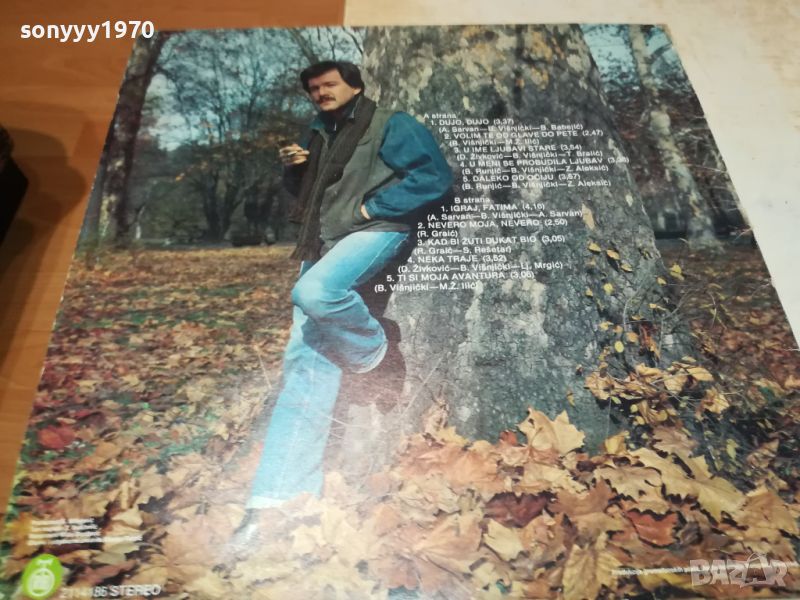 sonyyy1970
A strana
1. DUJO, DUJO (3,37)
(A. Sarvan—B. Višnjički—B. Babejić)
2. VOLIM TE OD GLAVE DO PETE (2,47)
(B. Višnjički—M.Ž. Ilić)
3. U IME LJUBAVI STARE (3,54)
(D. Živković—B. Višnjički—T. Bralić)
4. U MENI SE PROBUDILA LJUBAV
(B. Runjić—B. Višnjički—Z. Aleksić)
5. DALEKO OD OČIJU (3,57)
(B. Runjić—B. Višnjički—Z. Aleksić)
B strana
1. IGRAJ, FATIMA (4,10)
(A. Sarvan—B. Višnjički—A. Sarvan)
2. NEVERO MOJA, NEVERO (2,50)
(R. Graić)
3. KAD BI ŽUTI DUKAT BIO (3,05)
(R. Graić—S. Rešetar)
4. NEKA TRAJE (3,52)
(D. Živković—B. Višnjički—Lj. Mrgić)
5. TI SI MOJA AVANTURA (3,06)
(B. Višnjički—M.Ž. Ilić)
2114186 STEREO
BAZAR